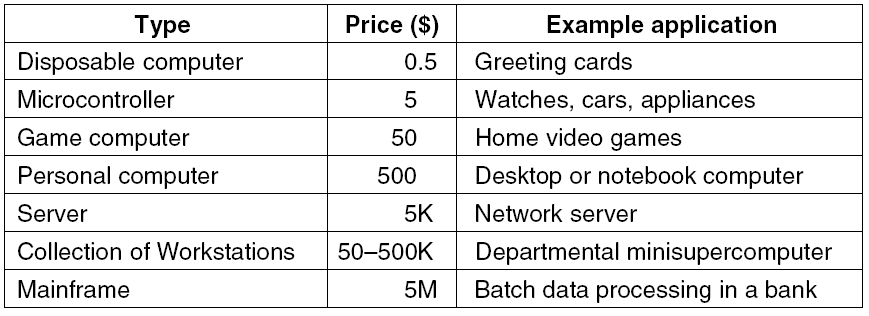 Type Price ($) Example application
Disposable computer 0.5 Greeting cards
Microcontroller 5 Watches, cars, appliances
Game computer 50 Home video games
Personal computer 500 Desktop or notebook computer
Server 5K Network server
Collection of Workstations 50–500K Departmental minisupercomputer
Mainframe 5M Batch data processing in a bank